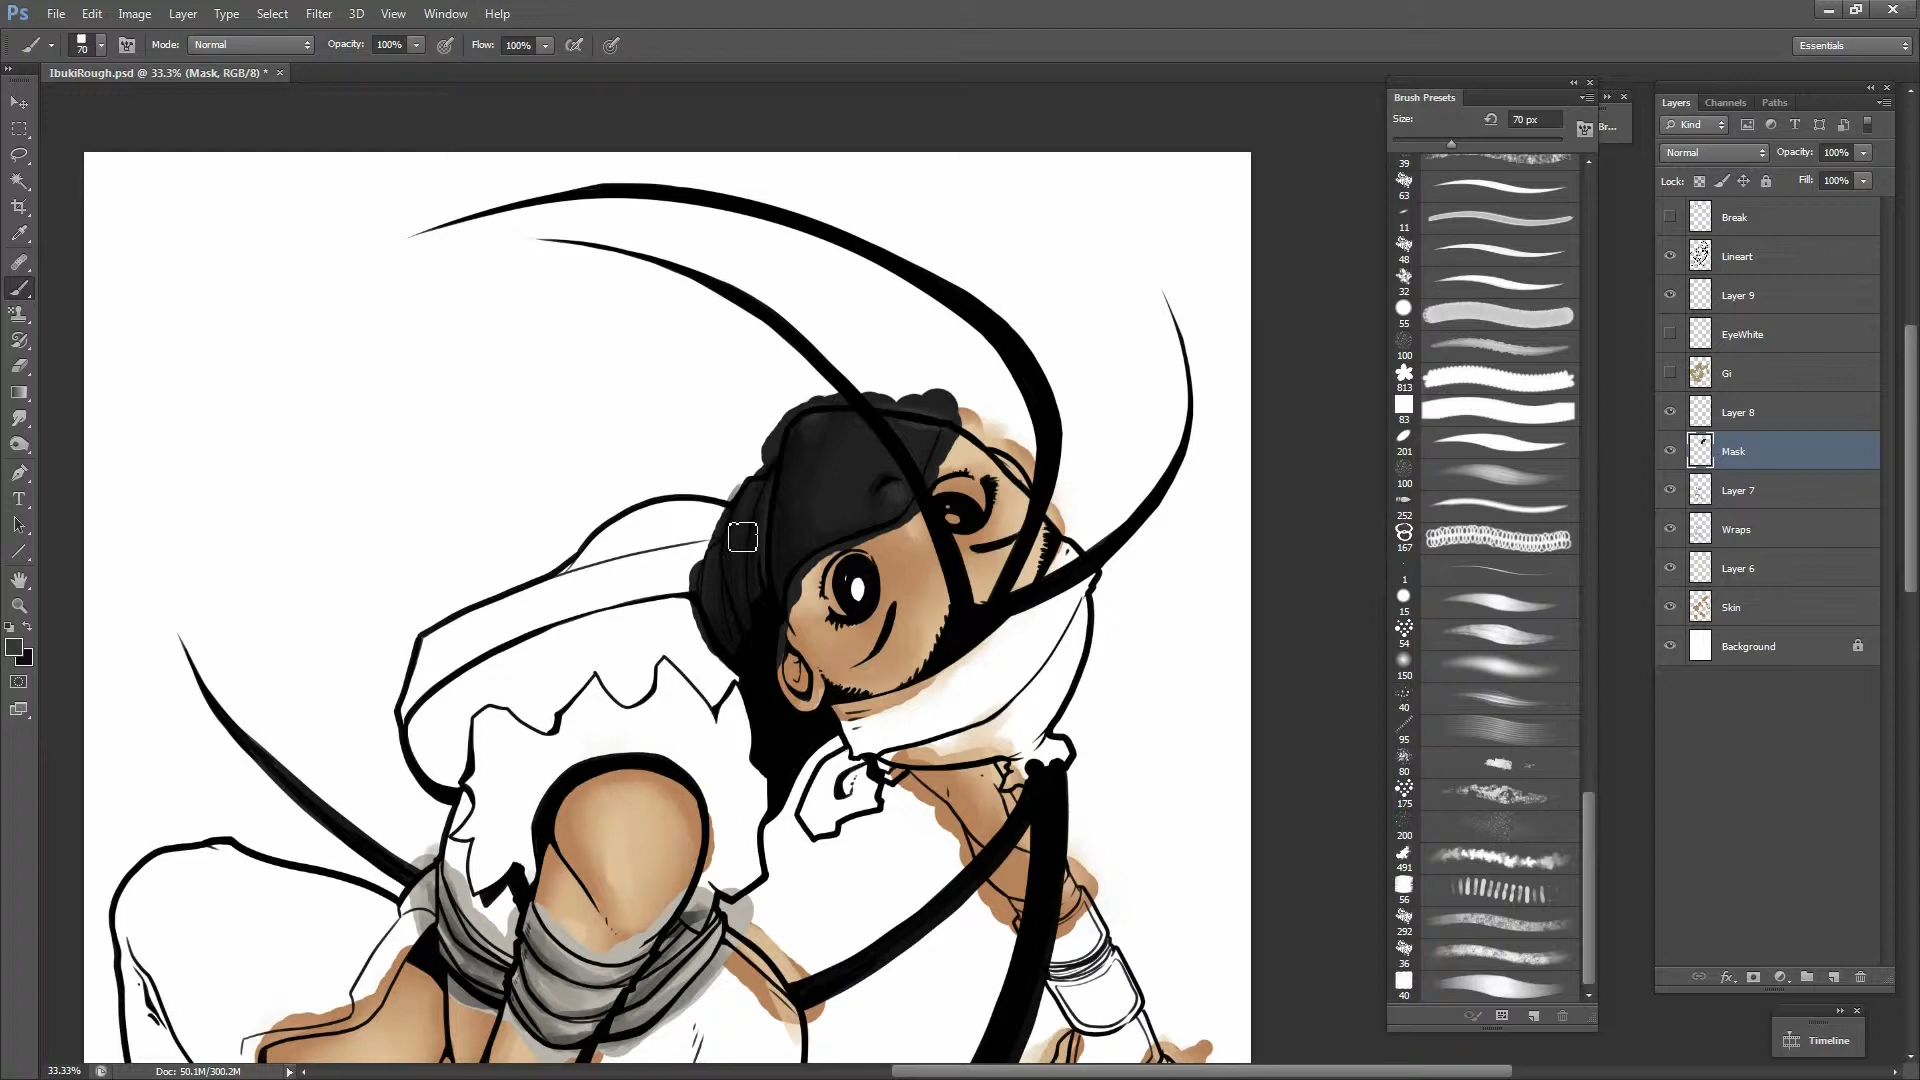 Ps File Edit Image Layer Type Select Filter 3D View Window Help
70 Mode: Normal Opacity: 100% Flow: 100% Essentials
IbukiRough.psd @ 33.3% (Mask, RGB/8) * ×
Brush Presets
Size: 70 px
Br...
39
63
11
48
32
55
100
813
83
201
100
252
167
1
15
54
150
40
95
80
175
200
491
56
292
36
40
Layers Channels Paths
Kind T
Normal Opacity: 100%
Lock: Fill: 100%
Break
Lineart
Layer 9
EyeWhite
Gi
Layer 8
Mask
Layer 7
Wraps
Layer 6
Skin
Background
fx
Timeline
33.33% Doc: 50.1M/300.2M